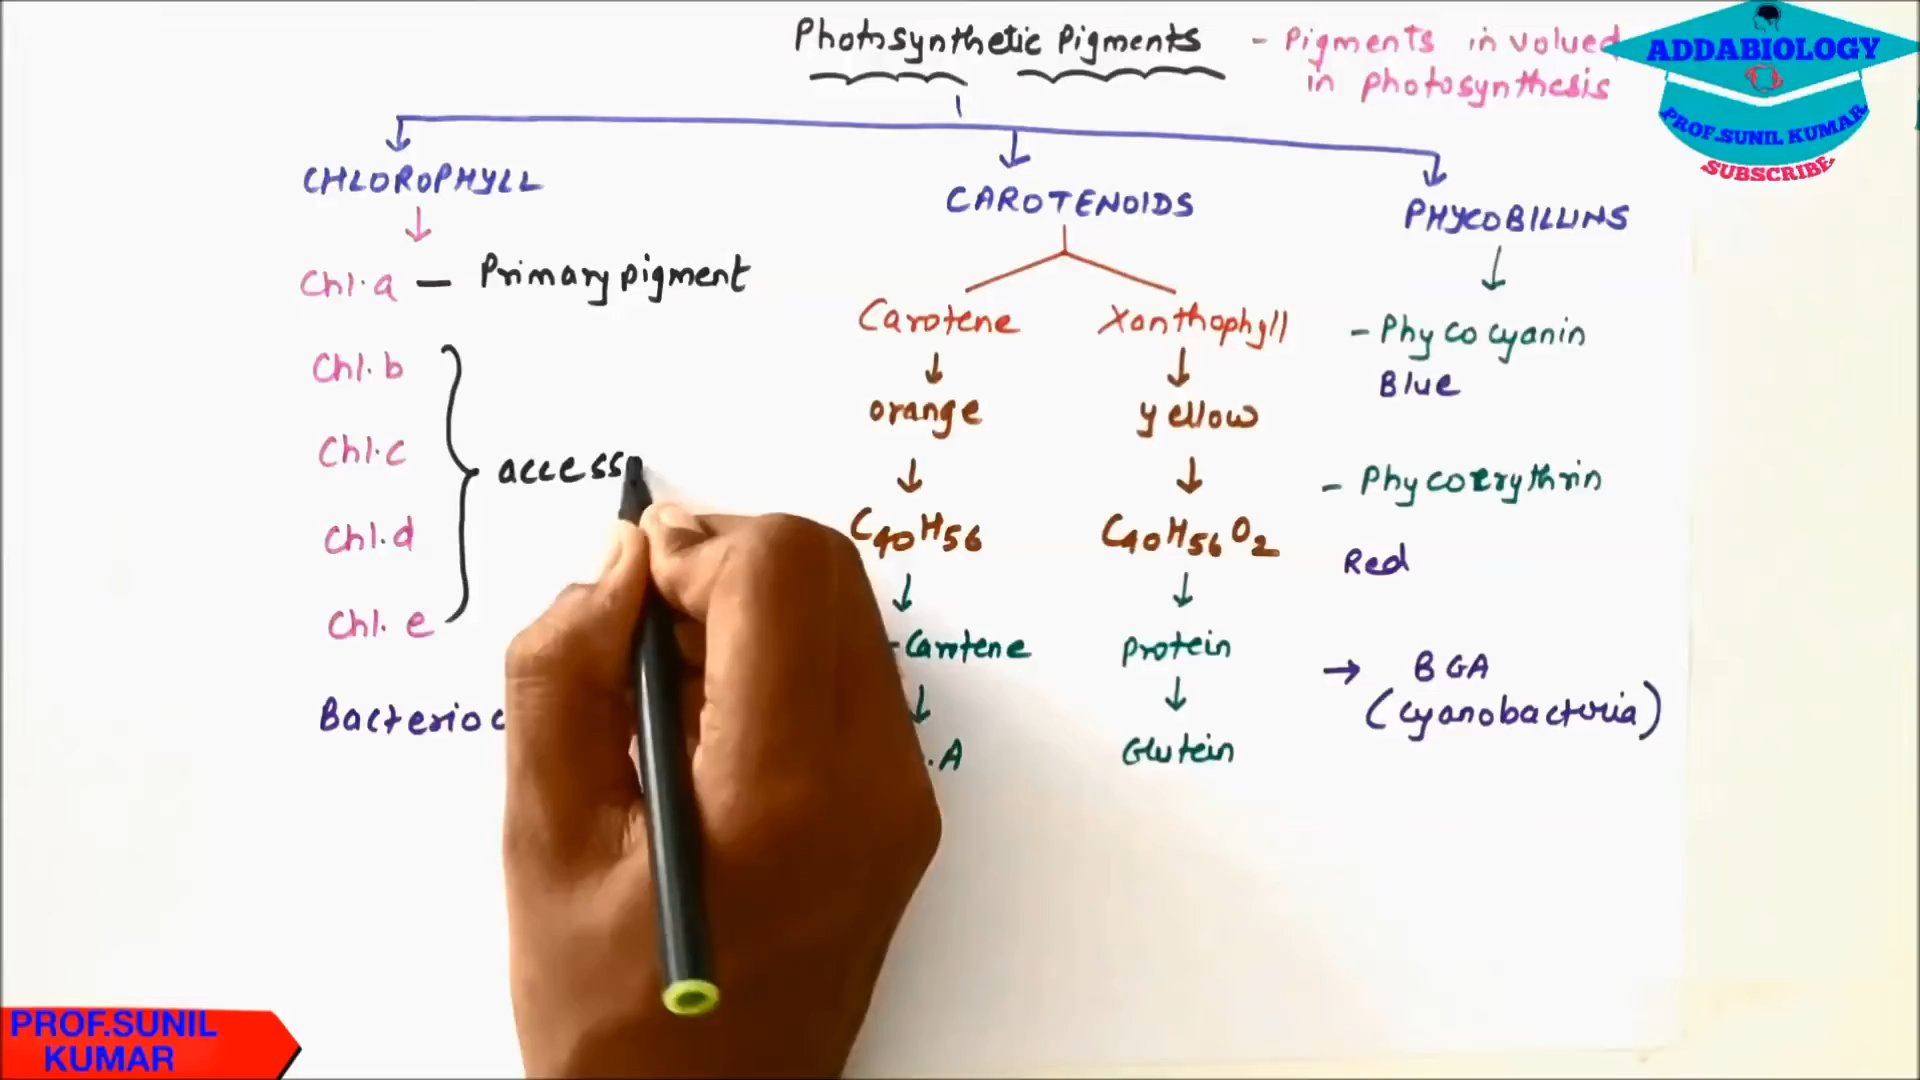 Photosynthetic Pigments - Pigments involved
in photosynthesis
ADDABIOLOGY
PROF.SUNIL KUMAR
SUBSCRIBE
CHLOROPHYLL
CAROTENOIDS
PHYCOBILLINS
Chl.a - Primary pigment
Chl.b
Chl.c
Chl.d
Chl.e
access
Carotene
orange
C40H56
-Carotene
.A
Xanthophyll
yellow
C40H56O2
Protein
Glutein
- Phycocyanin
Blue
- Phycoerythrin
Red
→ BGA
(cyanobacteria)
PROF.SUNIL
KUMAR